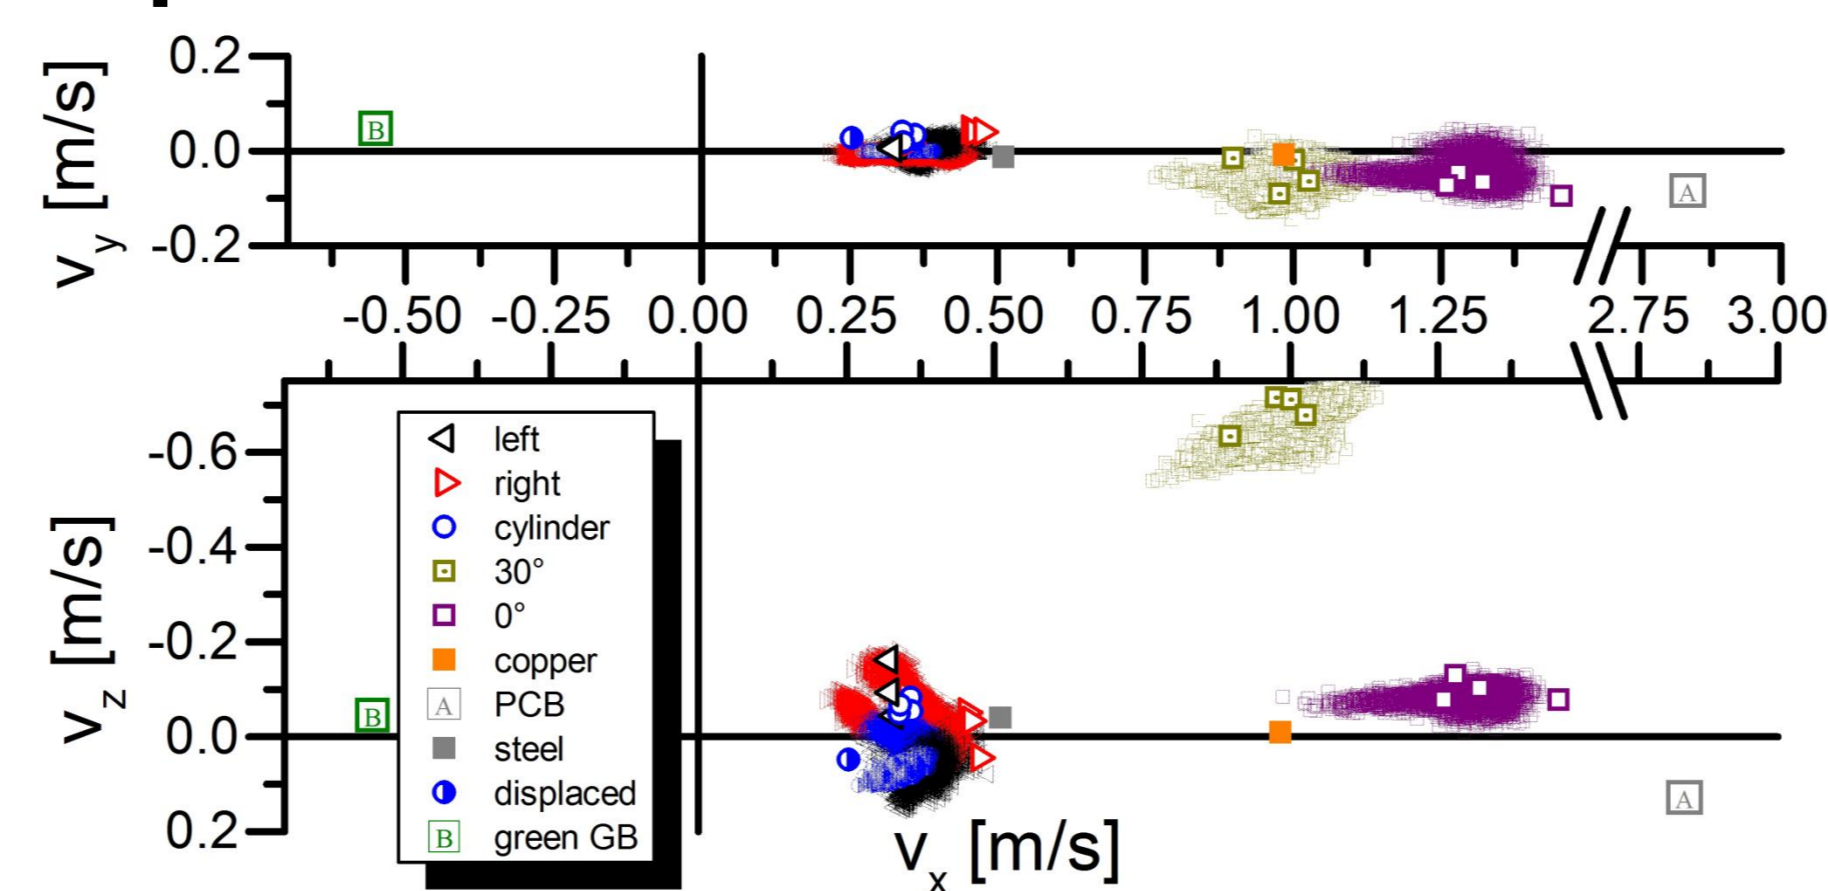 0.2
0.0
-0.2
v_y [m/s]
B
A
-0.50 -0.25 0.00 0.25 0.50 0.75 1.00 1.25 2.75 3.00
-0.6
-0.4
-0.2
0.0
0.2
v_z [m/s]
B
left
right
cylinder
30°
0°
copper
A PCB
steel
displaced
B green GB
A
v_x [m/s]